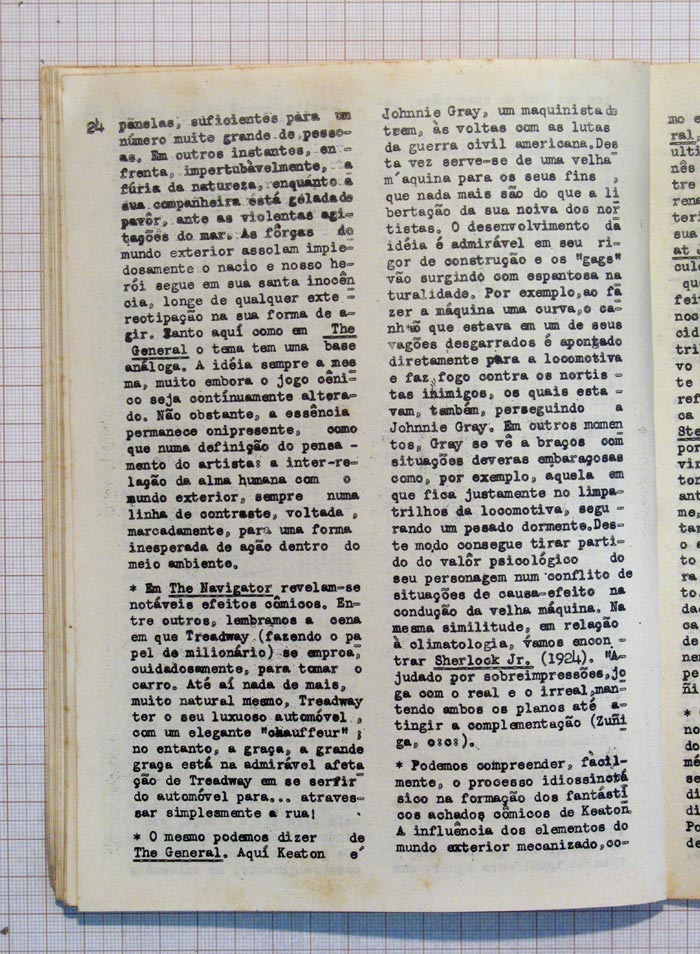 24
panelas, suficientes para um
número muito grande de pesso-
as. Em outros instantes, en -
frenta, impertubàvelmente, a
fúria da natureza, enquanto a
sua companheira está gelada de
pavôr, ante as violentas agi-
tações do mar. As fôrças do
mundo exterior assolam impie-
dosamente o nacio e nosso he-
rói segue em sua santa inocên
cia, longe de qualquer exte -
reotipação na sua forma de a-
gir. Tanto aquí como em The
General o tema tem uma base
análoga. A idéia sempre a mes
ma, muito embora o jogo cêni-
co seja contínuamente altera-
do. Não obstante, a essência
permanece onipresente, como
que numa definição do pensa -
mento do artista: a inter-re-
lação da alma humana com o
mundo exterior, sempre numa
linha de contraste, voltada ,
marcadamente, para uma forma
inesperada de ação dentro do
meio ambiente.
* Em The Navigator revelam-se
notáveis efeitos cômicos. En-
tre outros, lembramos a cena
em que Treadway (fazendo o pa
pel de milionário) se emproa,
cuidadosamente, para tomar o
carro. Até aí nada de mais,
muito natural mesmo, Treadway
ter o seu luxuoso automóvel ,
com um elegante "chauffeur" ;
no entanto, a graça, a grande
graça está na admirável afeta
ção de Treadway em se serfir
do automóvel para... atraves-
sar simplesmente a rua!
* O mesmo podemos dizer de
The General. Aquí Keaton é
Johnnie Gray, um maquinista de
trem, às voltas com as lutas
da guerra civil americana. Des
ta vez serve-se de uma velha
m'aquina para os seus fins ,
que nada mais são do que a li
bertação da sua noiva dos nor
tistas. O desenvolvimento da
idéia é admirável em seu ri-
gor de construção e os "gags"
vão surgindo com espantosa na
turalidade. Por exemplo, ao fa
zer a máquina uma curva, o ca-
nhão que estava em um de seus
vagões desgarrados é apontado
diretamente para a locomotiva
e faz fogo contra os nortis -
tas inimigos, os quais esta -
vam, também, perseguindo a
Johnnie Gray. Em outros momen
tos, Gray se vê a braços com
situações deveras embaraçosas
como, por exemplo, aquela em
que fica justamente no limpa-
trilhos da locomotiva, segu -
rando um pesado dormente. Des-
te modo consegue tirar parti-
do do valôr psicológico do
seu personagem num conflito de
situações de causa-efeito na
condução da velha máquina. Na
mesma similitude, em relação
à climatologia, vamos encon -
trar Sherlock Jr. (1924). "A-
judado por sobreimpressões, jo
ga com o real e o irreal, man-
tendo ambos os planos até a-
tingir a complementação (Zuñi
ga, o:o:).
* Podemos compreender, fàcil-
mente, o processo idiossincrá
sico na formação dos fantásti
cos achados cômicos de Keaton.
A influência dos elementos do
mundo exterior mecanizado, co-